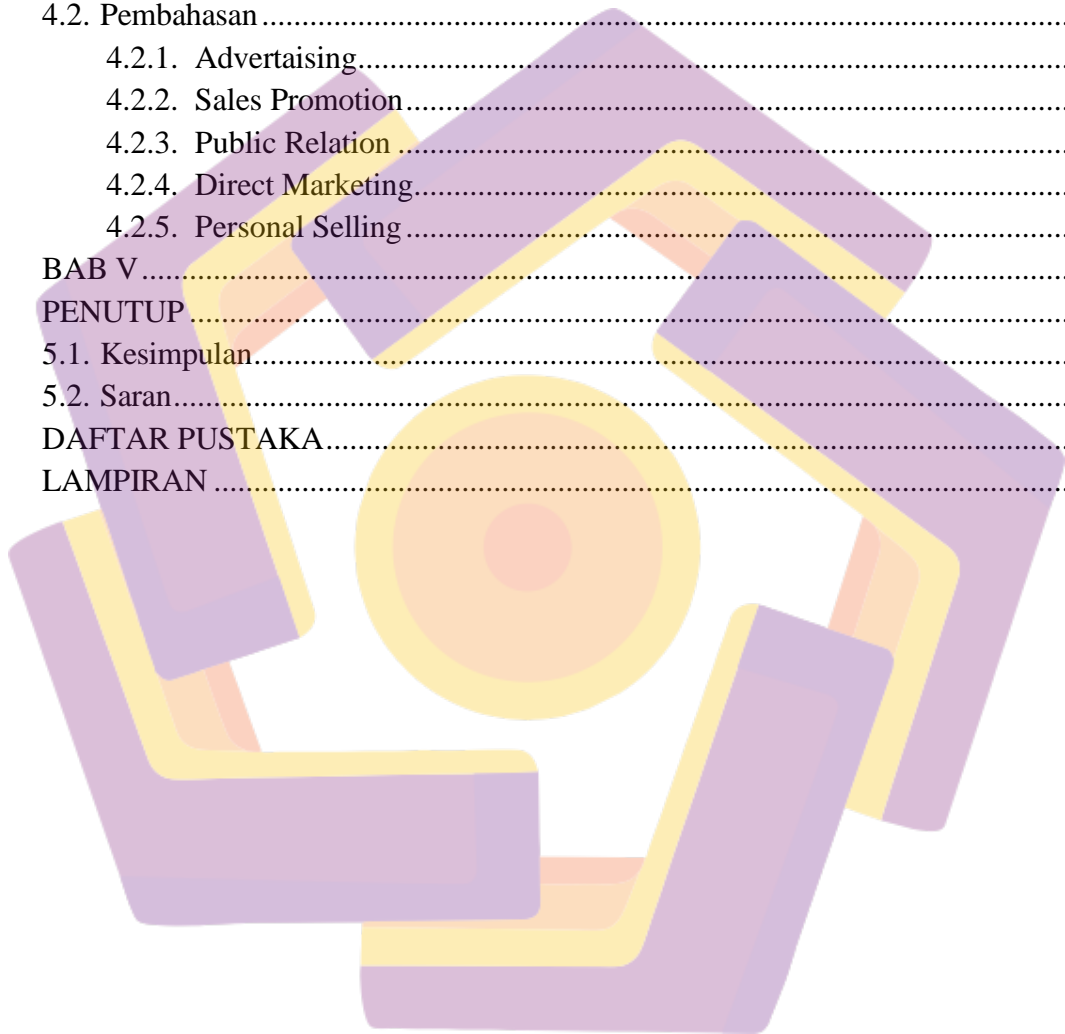 4.2. Pembahasan....................................................................................................
4.2.1. Advertaising....................................................................................................
4.2.2. Sales Promotion....................................................................................................
4.2.3. Public Relation ....................................................................................................
4.2.4. Direct Marketing....................................................................................................
4.2.5. Personal Selling....................................................................................................
BAB V....................................................................................................
PENUTUP....................................................................................................
5.1. Kesimpulan....................................................................................................
5.2. Saran....................................................................................................
DAFTAR PUSTAKA....................................................................................................
LAMPIRAN ....................................................................................................